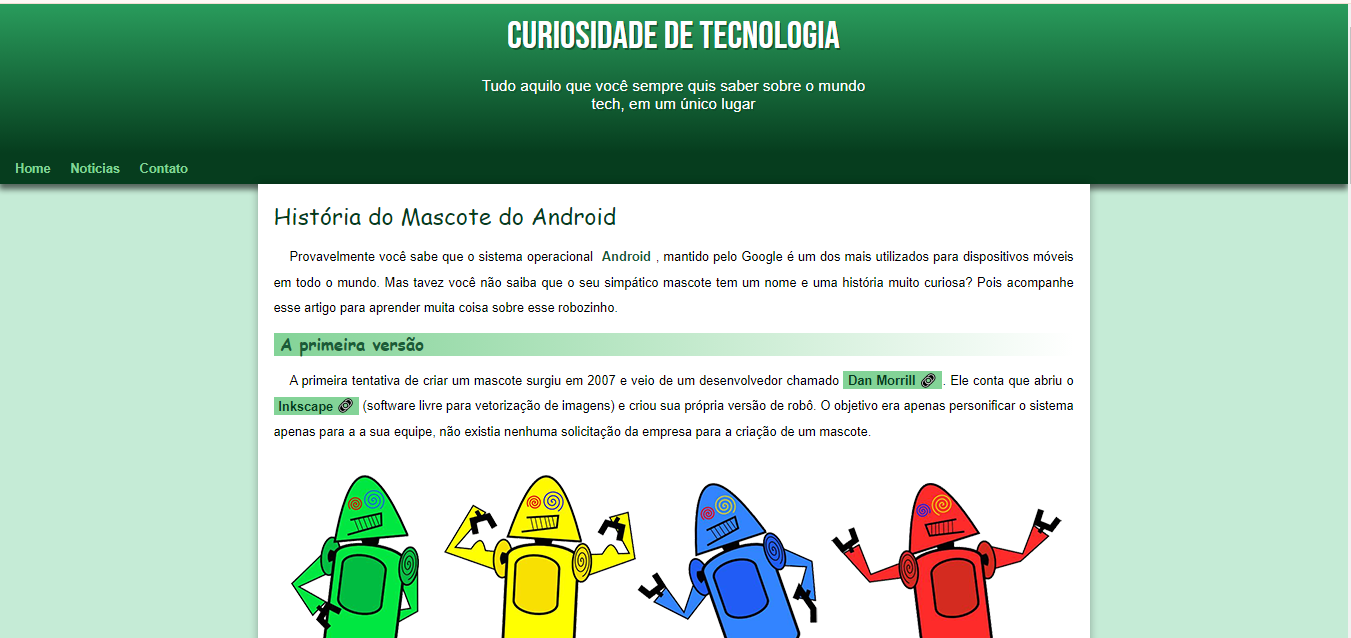 CURIOSIDADE DE TECNOLOGIA
Tudo aquilo que você sempre quis saber sobre o mundo
tech, em um único lugar
Home Noticias Contato
História do Mascote do Android
Provavelmente você sabe que o sistema operacional Android , mantido pelo Google é um dos mais utilizados para dispositivos móveis
em todo o mundo. Mas tavez você não saiba que o seu simpático mascote tem um nome e uma história muito curiosa? Pois acompanhe
esse artigo para aprender muita coisa sobre esse robozinho.
A primeira versão
A primeira tentativa de criar um mascote surgiu em 2007 e veio de um desenvolvedor chamado Dan Morrill . Ele conta que abriu o
Inkscape (software livre para vetorização de imagens) e criou sua própria versão de robô. O objetivo era apenas personificar o sistema
apenas para a a sua equipe, não existia nenhuma solicitação da empresa para a criação de um mascote.